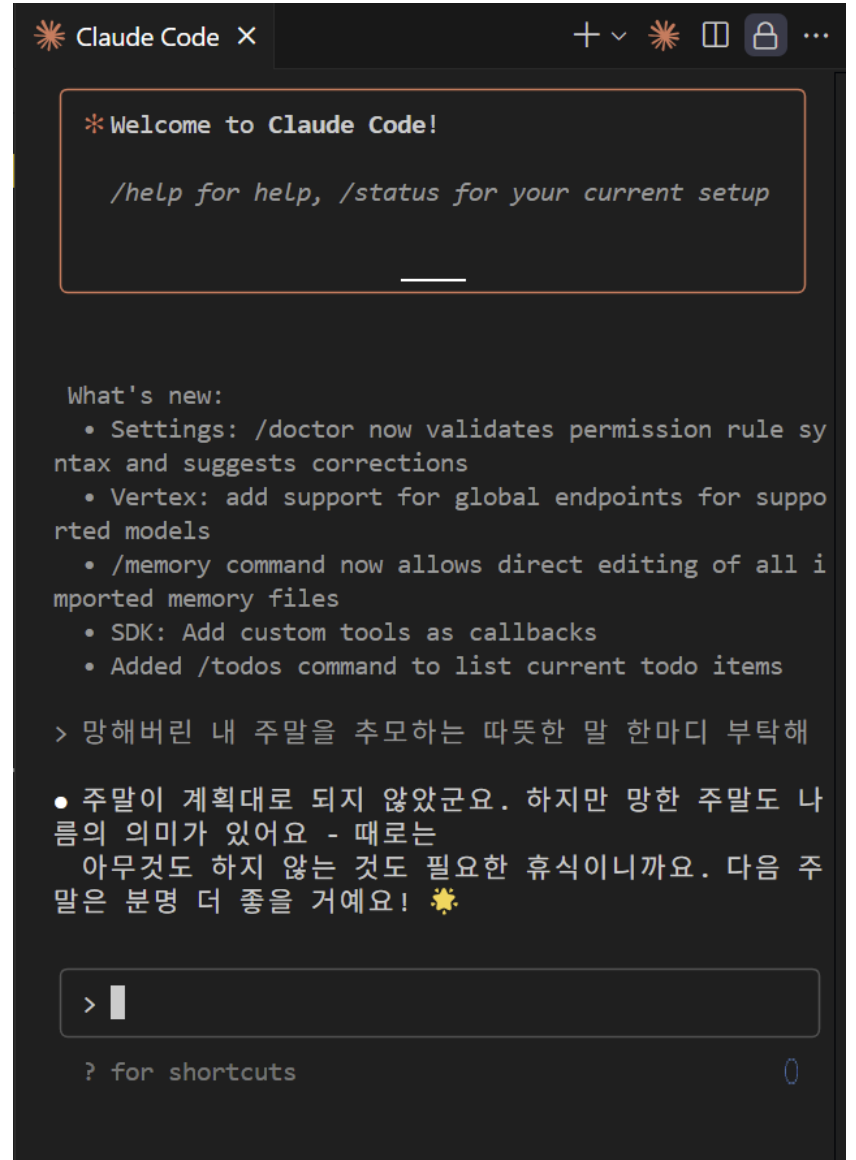 Claude Code
Welcome to Claude Code!
/help for help, /status for your current setup
What's new:
• Settings: /doctor now validates permission rule sy
ntax and suggests corrections
• Vertex: add support for global endpoints for suppo
rted models
• /memory command now allows direct editing of all i
mported memory files
• SDK: Add custom tools as callbacks
• Added /todos command to list current todo items
> 망해버린 내 주말을 추모하는 따뜻한 말 한마디 부탁해
● 주말이 계획대로 되지 않았군요. 하지만 망한 주말도 나
름의 의미가 있어요 - 때로는
아무것도 하지 않는 것도 필요한 휴식이니까요. 다음 주
말은 분명 더 좋을 거예요! 🌟
>
? for shortcuts